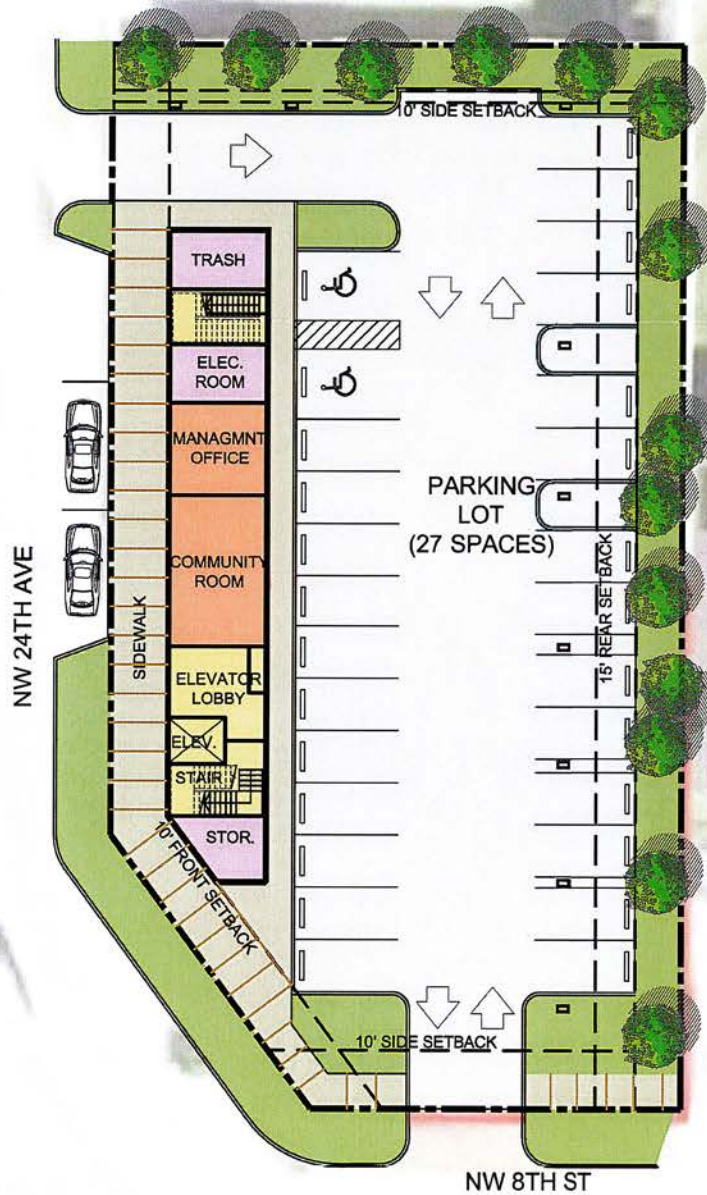 10' SIDE SETBACK
TRASH
ELEC.
ROOM
MANAGMNT
OFFICE
PARKING
LOT
(27 SPACES)
COMMUNITY
ROOM
NW 24TH AVE
SIDEWALK
15' REAR SETBACK
ELEVATOR
LOBBY
ELEV.
STAIR
STOR.
10' FRONT SETBACK
10' SIDE SETBACK
NW 8TH ST